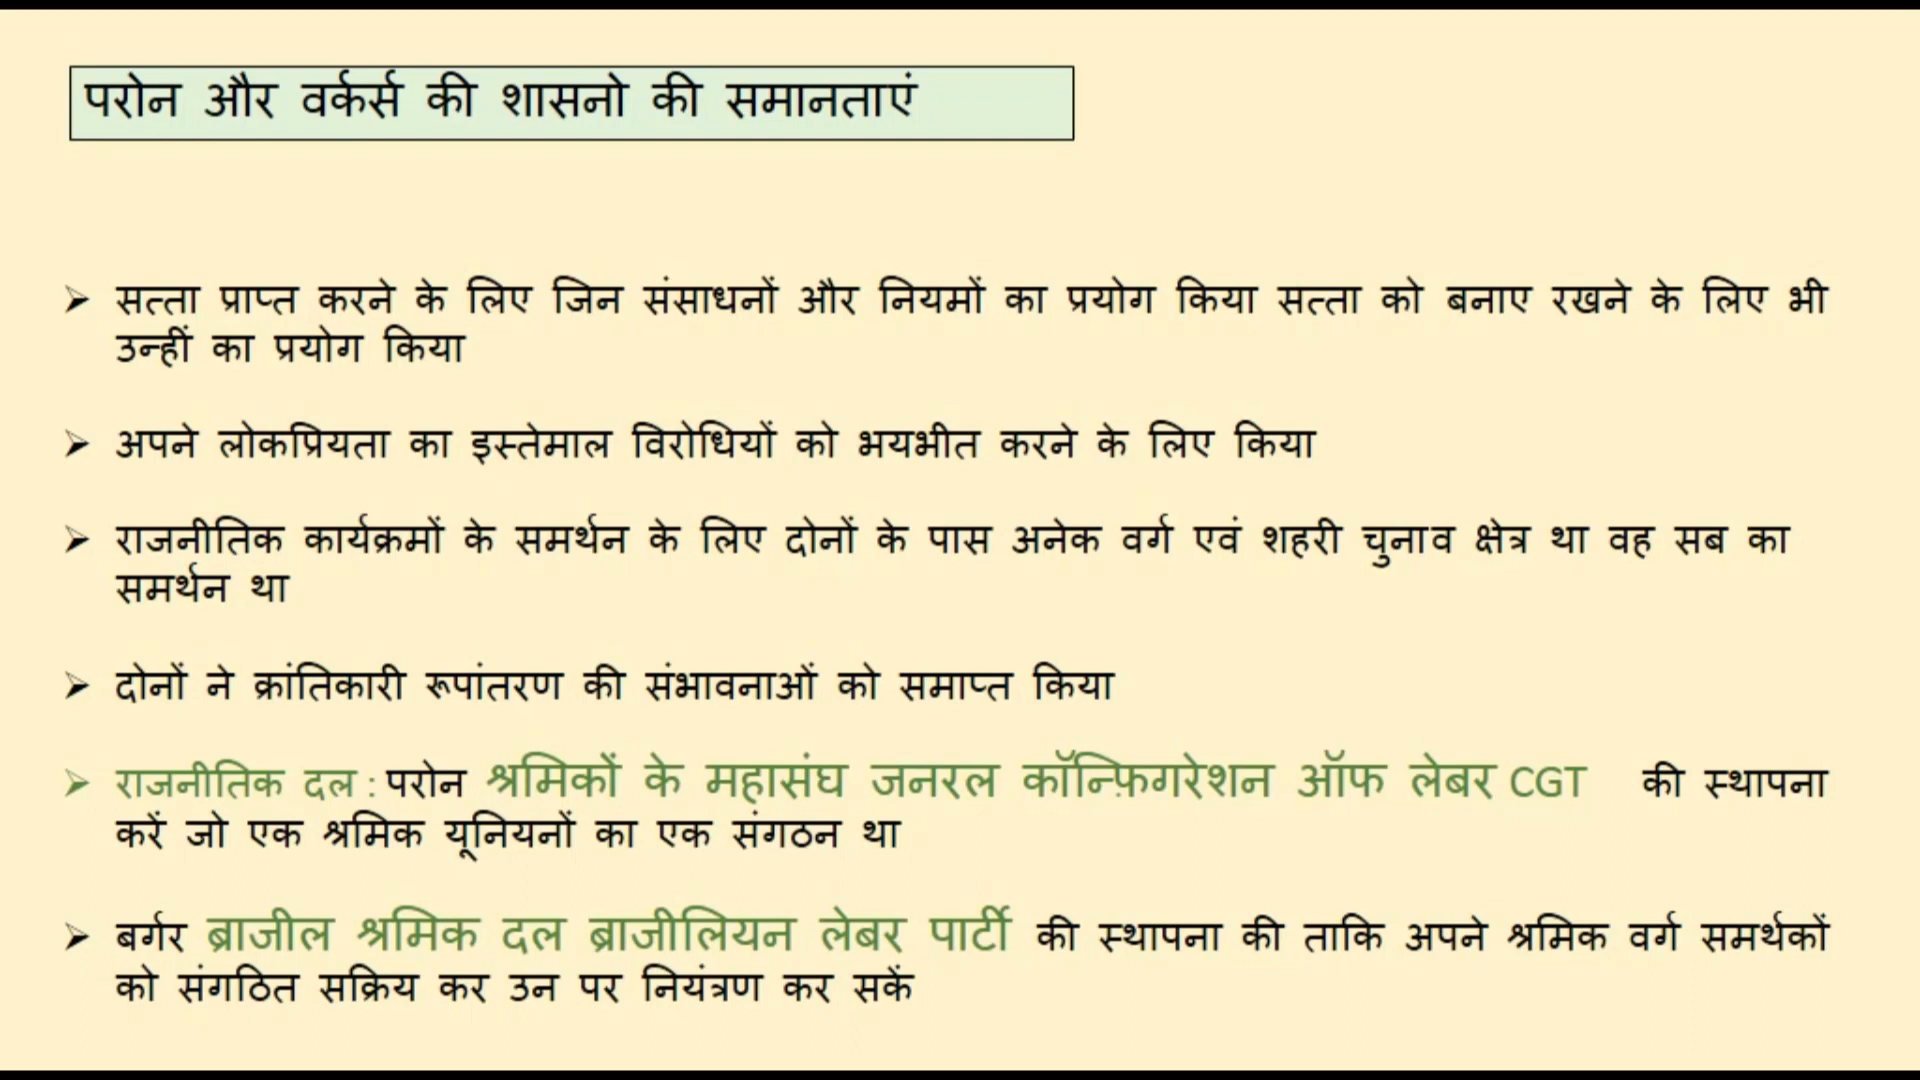 परोन और वर्कर्स की शासनो की समानताएं
➢ सत्ता प्राप्त करने के लिए जिन संसाधनों और नियमों का प्रयोग किया सत्ता को बनाए रखने के लिए भी
उन्हीं का प्रयोग किया
➢ अपने लोकप्रियता का इस्तेमाल विरोधियों को भयभीत करने के लिए किया
➢ राजनीतिक कार्यक्रमों के समर्थन के लिए दोनों के पास अनेक वर्ग एवं शहरी चुनाव क्षेत्र था वह सब का
समर्थन था
➢ दोनों ने क्रांतिकारी रूपांतरण की संभावनाओं को समाप्त किया
➢ राजनीतिक दल : परोन श्रमिकों के महासंघ जनरल कॉन्फ़िगरेशन ऑफ लेबर CGT की स्थापना
करें जो एक श्रमिक यूनियनों का एक संगठन था
➢ बर्गर ब्राजील श्रमिक दल ब्राजीलियन लेबर पार्टी की स्थापना की ताकि अपने श्रमिक वर्ग समर्थकों
को संगठित सक्रिय कर उन पर नियंत्रण कर सकें